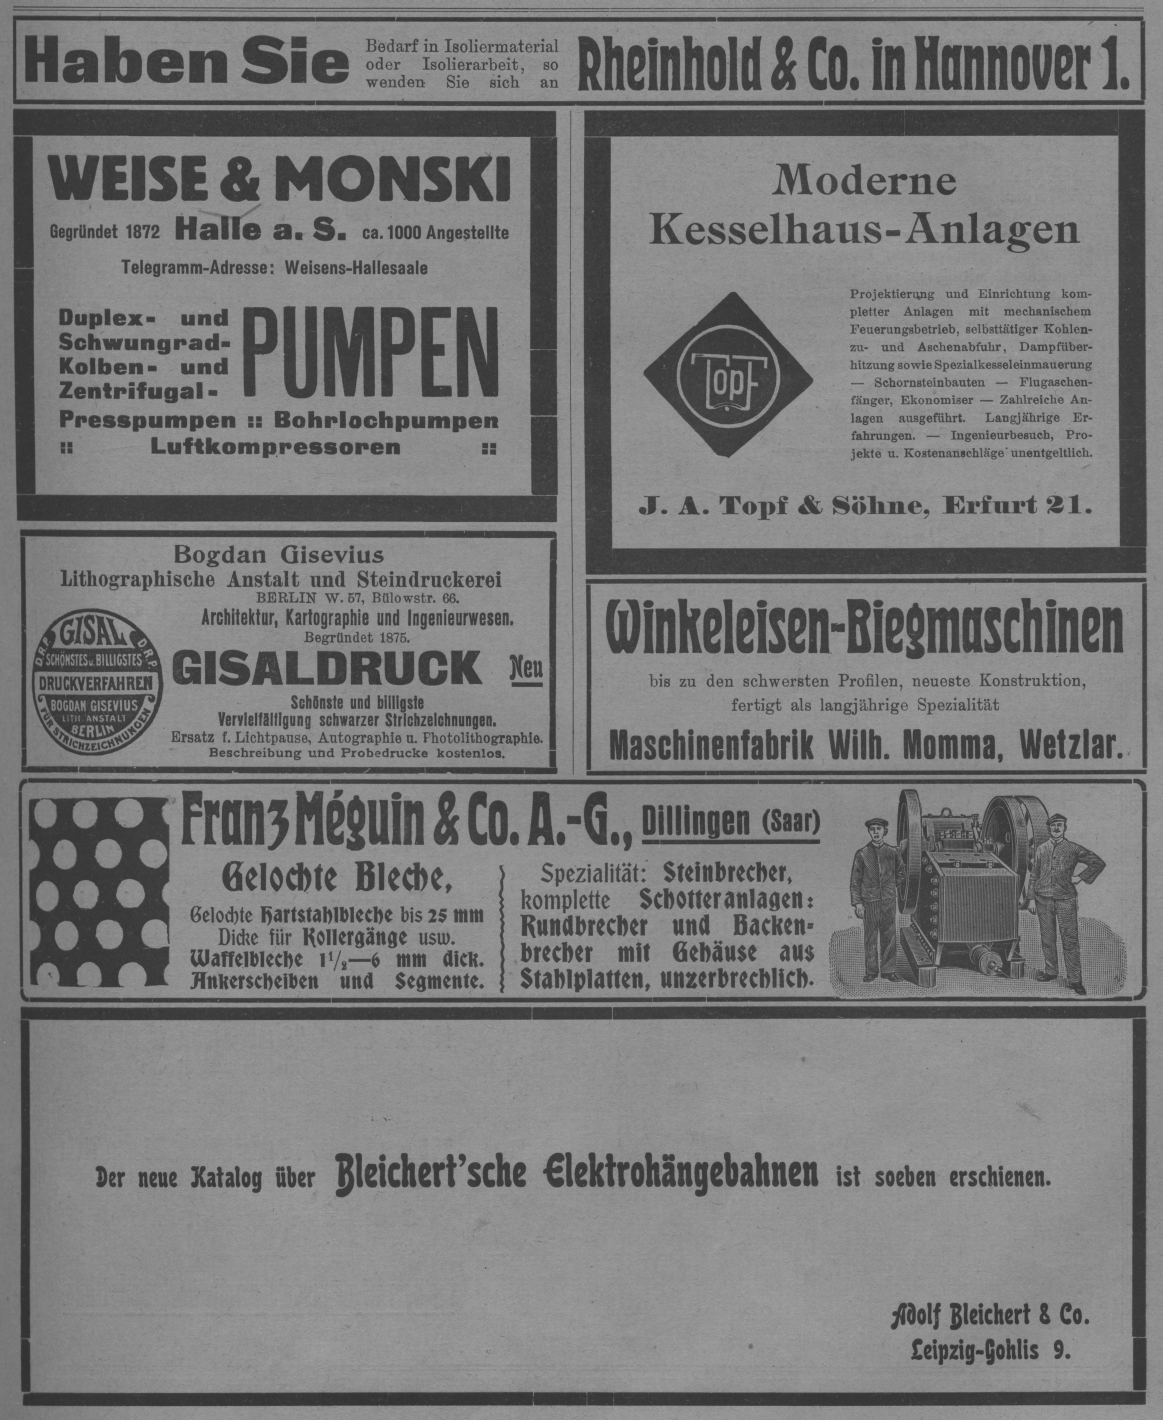 Haben Sie
Bedarf in Isoliermaterial
oder Isolierarbeit, so
wenden Sie sich an
Rheinhold & Co. in Hannover 1.
WEISE & MONSKI
Gegründet 1872 Halle a. S. ca. 1000 Angestellte
Telegramm-Adresse: Weisens-Hallesaale
Duplex- und
Schwungrad-
Kolben- und
Zentrifugal-
PUMPEN
Presspumpen :: Bohrlochpumpen
:: Luftkompressoren ::
Moderne
Kesselhaus-Anlagen
Topf
Projektierung und Einrichtung kom-
pletter Anlagen mit mechanischem
Feuerungsbetrieb, selbsttätiger Kohlen-
zu- und Aschenabfuhr, Dampfüber-
hitzung sowie Spezialkesseleinmauerung
— Schornsteinbauten — Flugaschen-
fänger, Ekonomiser — Zahlreiche An-
lagen ausgeführt. Langjährige Er-
fahrungen. — Ingenieurbesuch, Pro-
jekte u. Kostenanschläge unentgeltlich.
J. A. Topf & Söhne, Erfurt 21.
Bogdan Gisevius
Lithographische Anstalt und Steindruckerei
BERLIN W. 57, Bülowstr. 66.
Architektur, Kartographie und Ingenieurwesen.
Begründet 1875.
GISALDRUCK Neu
Schönste und billigste
Vervielfältigung schwarzer Strichzeichnungen.
Ersatz f. Lichtpause, Autographie u. Photolithographie.
Beschreibung und Probedrucke kostenlos.
D.R.P. GISAL D.R.P.
SCHÖNSTES u. BILLIGSTES
DRUCKVERFAHREN
BOGDAN GISEVIUS
LITH. ANSTALT
BERLIN
FÜR STRICHZEICHNUNGEN
Winkeleisen-Biegmaschinen
bis zu den schwersten Profilen, neueste Konstruktion,
fertigt als langjährige Spezialität
Maschinenfabrik Wilh. Momma, Wetzlar.
Franz Méguin & Co. A.-G., Dillingen (Saar)
Gelochte Bleche,
Gelochte Hartstahlbleche bis 25 mm
Dicke für Kollergänge usw.
Waffelbleche 1 1/2—6 mm dick.
Ankerscheiben und Segmente.
Spezialität: Steinbrecher,
komplette Schotteranlagen:
Rundbrecher und Backen-
brecher mit Gehäuse aus
Stahlplatten, unzerbrechlich.
Der neue Katalog über Bleichert'sche Elektrohängebahnen ist soeben erschienen.
Adolf Bleichert & Co.
Leipzig-Gohlis 9.